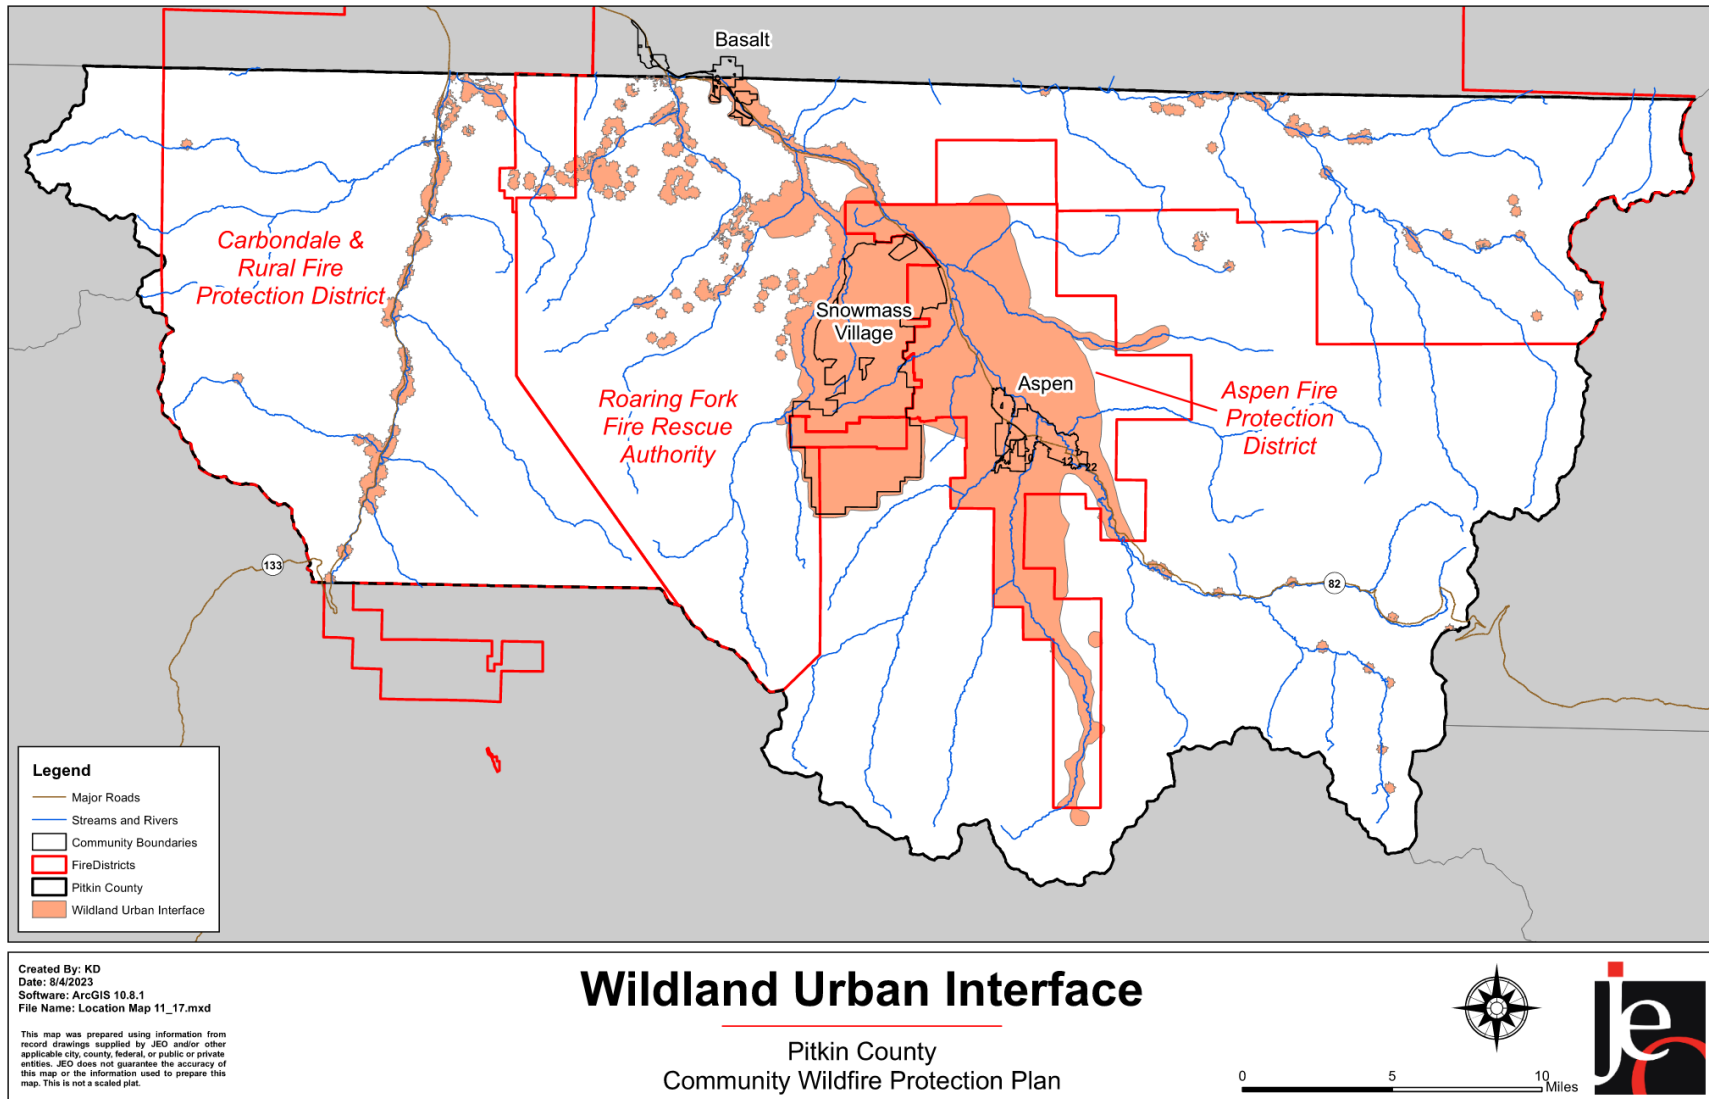 Basalt
Carbondale &
Rural Fire
Protection District
Snowmass
Village
Roaring Fork
Fire Rescue
Authority
Aspen
Aspen Fire
Protection
District
12
22
133
82
Legend
Major Roads
Streams and Rivers
Community Boundaries
FireDistricts
Pitkin County
Wildland Urban Interface
Created By: KD
Date: 8/4/2023
Software: ArcGIS 10.8.1
File Name: Location Map 11_17.mxd
This map was prepared using information from
record drawings supplied by JEO and/or other
applicable city, county, federal, or public or private
entities. JEO does not guarantee the accuracy of
this map or the information used to prepare this
map. This is not a scaled plat.
Wildland Urban Interface
Pitkin County
Community Wildfire Protection Plan
0 5 10
Miles
jeo